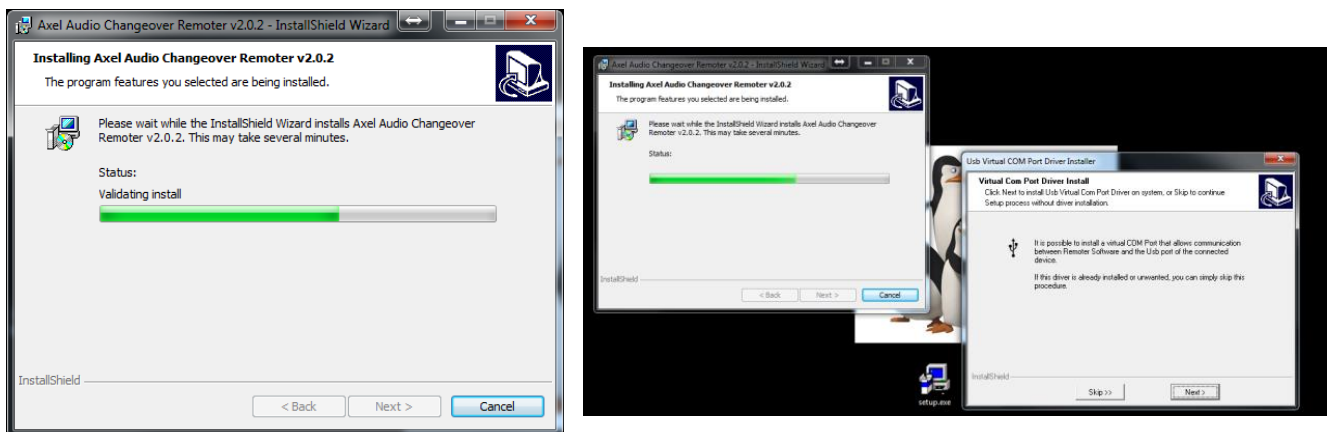 Axel Audio Changeover Remoter v2.0.2 - InstallShield Wizard
Installing Axel Audio Changeover Remoter v2.0.2
The program features you selected are being installed.
Please wait while the InstallShield Wizard installs Axel Audio Changeover
Remoter v2.0.2. This may take several minutes.
Status:
Validating install
InstallShield
< Back
Next >
Cancel
Axel Audio Changeover Remoter v2.0.2 - InstallShield Wizard
Installing Axel Audio Changeover Remoter v2.0.2
The program features you selected are being installed.
Please wait while the InstallShield Wizard installs Axel Audio Changeover
Remoter v2.0.2. This may take several minutes.
Status:
InstallShield
< Back
Next >
Cancel
setup.exe
Usb Virtual COM Port Driver Installer
Virtual Com Port Driver Install
Click Next to install Usb Virtual Com Port Driver on system, or Skip to continue
Setup process without driver installation.
It is possible to install a virtual COM Port that allows communication
between Remoter Software and the Usb port of the connected
device.
If this driver is already installed or unwanted, you can simply skip this
procedure.
InstallShield
Skip >>
Next >